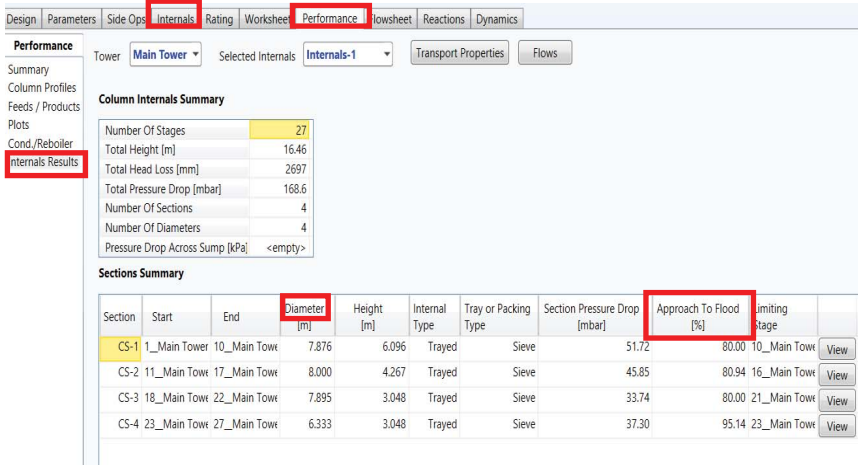 Design Parameters Side Ops Internals Rating Worksheet Performance Flowsheet Reactions Dynamics
Performance
Summary
Column Profiles
Feeds / Products
Plots
Cond./Reboiler
Internals Results
Tower Main Tower Selected Internals Internals-1 Transport Properties Flows
Column Internals Summary
Number Of Stages 27
Total Height [m] 16.46
Total Head Loss [mm] 2697
Total Pressure Drop [mbar] 168.6
Number Of Sections 4
Number Of Diameters 4
Pressure Drop Across Sump [kPa] <empty>
Sections Summary
Section Start End Diameter [m] Height [m] Internal Type Tray or Packing Type Section Pressure Drop [mbar] Approach To Flood [%] Limiting Stage
CS-1 1__Main Tower 10__Main Towe 7.876 6.096 Trayed Sieve 51.72 80.00 10__Main Towe View
CS-2 11__Main Towe 17__Main Towe 8.000 4.267 Trayed Sieve 45.85 80.94 16__Main Towe View
CS-3 18__Main Towe 22__Main Towe 7.895 3.048 Trayed Sieve 33.74 80.00 21__Main Towe View
CS-4 23__Main Towe 27__Main Towe 6.333 3.048 Trayed Sieve 37.30 95.14 23__Main Towe View